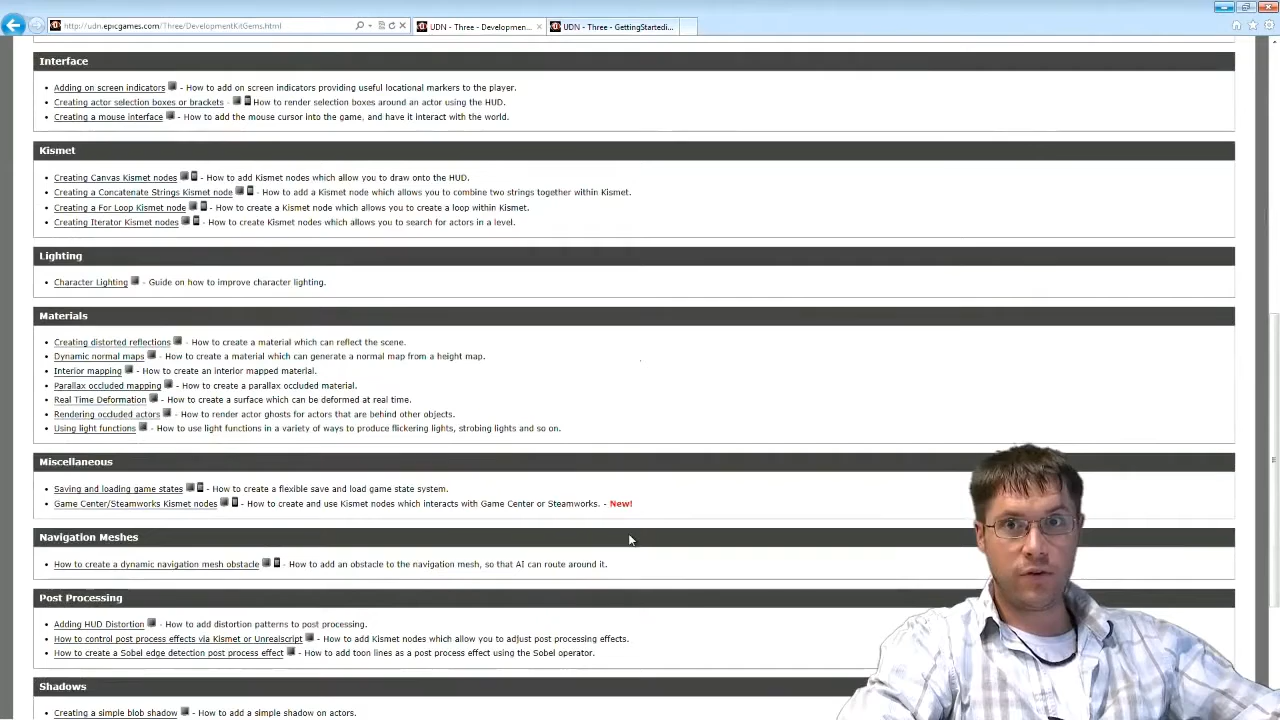 http://udn.epicgames.com/Three/DevelopmentKitGems.html
UDN - Three - Developmen...
UDN - Three - GettingStartedi...
Interface
• Adding on screen indicators - How to add on screen indicators providing useful locational markers to the player.
• Creating actor selection boxes or brackets - How to render selection boxes around an actor using the HUD.
• Creating a mouse interface - How to add the mouse cursor into the game, and have it interact with the world.
Kismet
• Creating Canvas Kismet nodes - How to add Kismet nodes which allow you to draw onto the HUD.
• Creating a Concatenate Strings Kismet node - How to add a Kismet node which allows you to combine two strings together within Kismet.
• Creating a For Loop Kismet node - How to create a Kismet node which allows you to create a loop within Kismet.
• Creating Iterator Kismet nodes - How to create Kismet nodes which allows you to search for actors in a level.
Lighting
• Character Lighting - Guide on how to improve character lighting.
Materials
• Creating distorted reflections - How to create a material which can reflect the scene.
• Dynamic normal maps - How to create a material which can generate a normal map from a height map.
• Interior mapping - How to create an interior mapped material.
• Parallax occluded mapping - How to create a parallax occluded material.
• Real Time Deformation - How to create a surface which can be deformed at real time.
• Rendering occluded actors - How to render actor ghosts for actors that are behind other objects.
• Using light functions - How to use light functions in a variety of ways to produce flickering lights, strobing lights and so on.
Miscellaneous
• Saving and loading game states - How to create a flexible save and load game state system.
• Game Center/Steamworks Kismet nodes - How to create and use Kismet nodes which interacts with Game Center or Steamworks. - New!
Navigation Meshes
• How to create a dynamic navigation mesh obstacle - How to add an obstacle to the navigation mesh, so that AI can route around it.
Post Processing
• Adding HUD Distortion - How to add distortion patterns to post processing.
• How to control post process effects via Kismet or Unrealscript - How to add Kismet nodes which allow you to adjust post processing effects.
• How to create a Sobel edge detection post process effect - How to add toon lines as a post process effect using the Sobel operator.
Shadows
• Creating a simple blob shadow - How to add a simple shadow on actors.